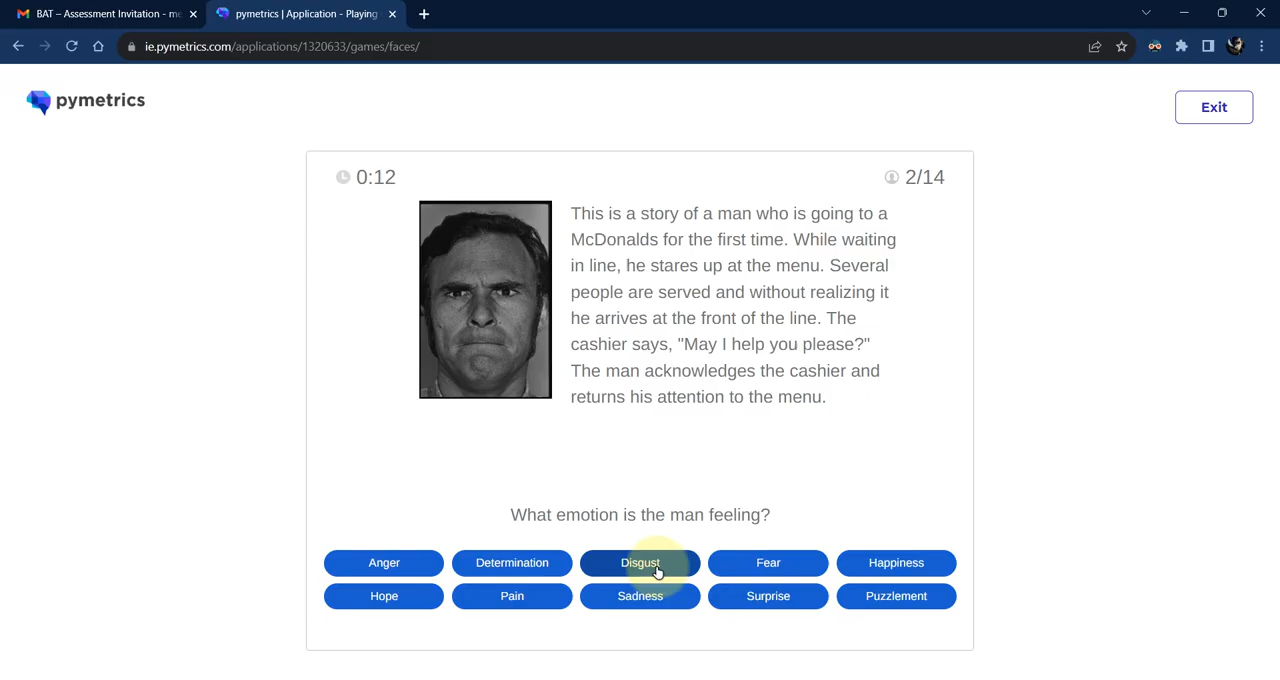 BAT – Assessment Invitation - me
pymetrics | Application - Playing
ie.pymetrics.com/applications/1320633/games/faces/
pymetrics
Exit
0:12
2/14
This is a story of a man who is going to a
McDonalds for the first time. While waiting
in line, he stares up at the menu. Several
people are served and without realizing it
he arrives at the front of the line. The
cashier says, "May I help you please?"
The man acknowledges the cashier and
returns his attention to the menu.
What emotion is the man feeling?
Anger Determination Disgust Fear Happiness
Hope Pain Sadness Surprise Puzzlement